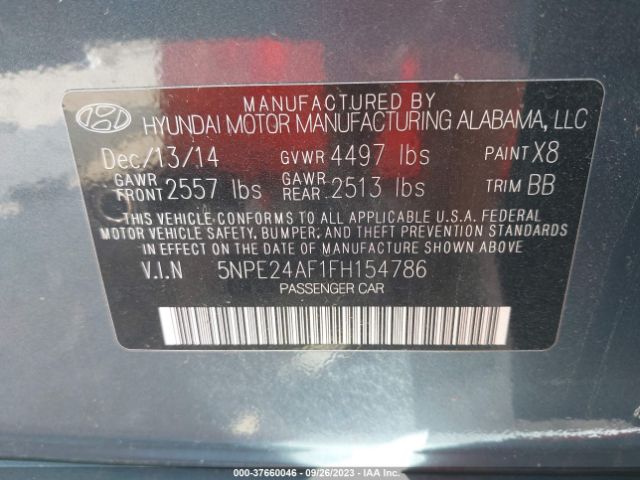 MANUFACTURED BY
HYUNDAI MOTOR MANUFACTURING ALABAMA, LLC
Dec/13/14 GVWR 4497 lbs PAINT X8
GAWR FRONT 2557 lbs GAWR REAR 2513 lbs TRIM BB
THIS VEHICLE CONFORMS TO ALL APPLICABLE U.S.A. FEDERAL
MOTOR VEHICLE SAFETY, BUMPER, AND THEFT PREVENTION STANDARDS
IN EFFECT ON THE DATE OF MANUFACTURE SHOWN ABOVE
V.I.N 5NPE24AF1FH154786
PASSENGER CAR
000-37660046 - 09/26/2023 - IAA Inc.